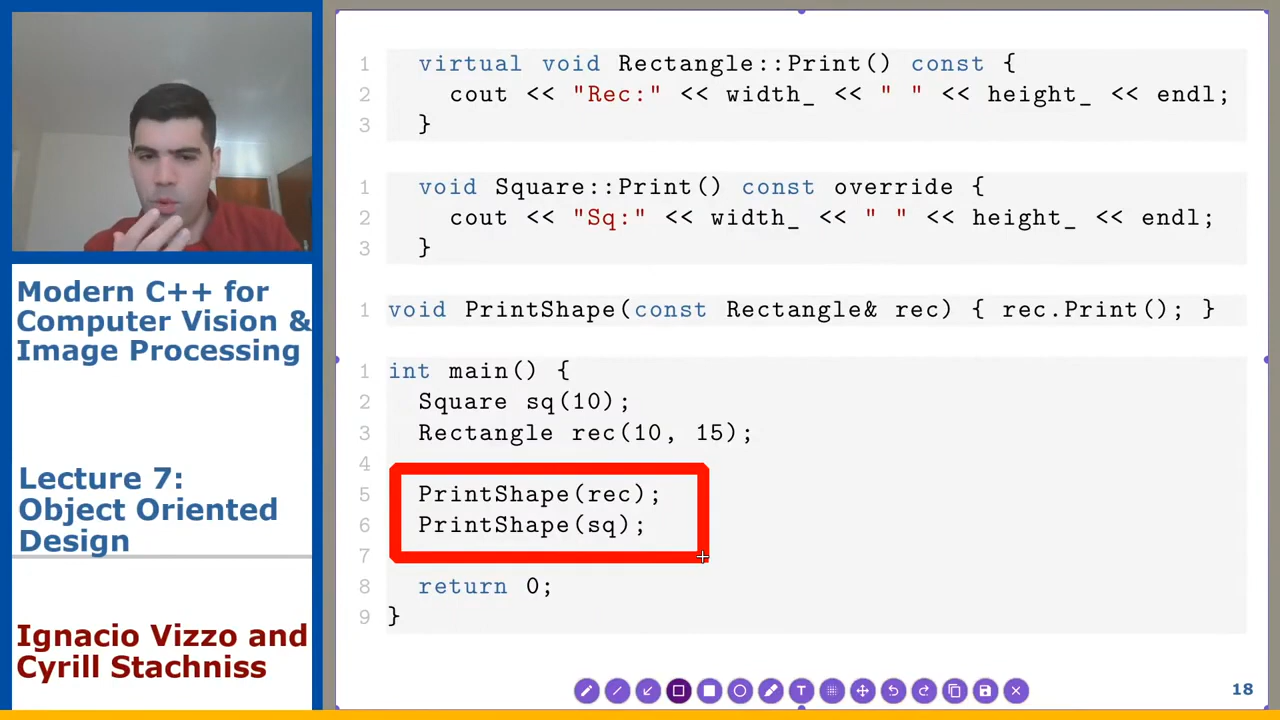 Modern C++ for
Computer Vision &
Image Processing
Lecture 7:
Object Oriented
Design
Ignacio Vizzo and
Cyrill Stachniss
1 virtual void Rectangle::Print() const {
2 cout << "Rec:" << width_ << " " << height_ << endl;
3 }
1 void Square::Print() const override {
2 cout << "Sq:" << width_ << " " << height_ << endl;
3 }
1 void PrintShape(const Rectangle& rec) { rec.Print(); }
1 int main() {
2 Square sq(10);
3 Rectangle rec(10, 15);
4
5 PrintShape(rec);
6 PrintShape(sq);
7
8 return 0;
9 }
T
18